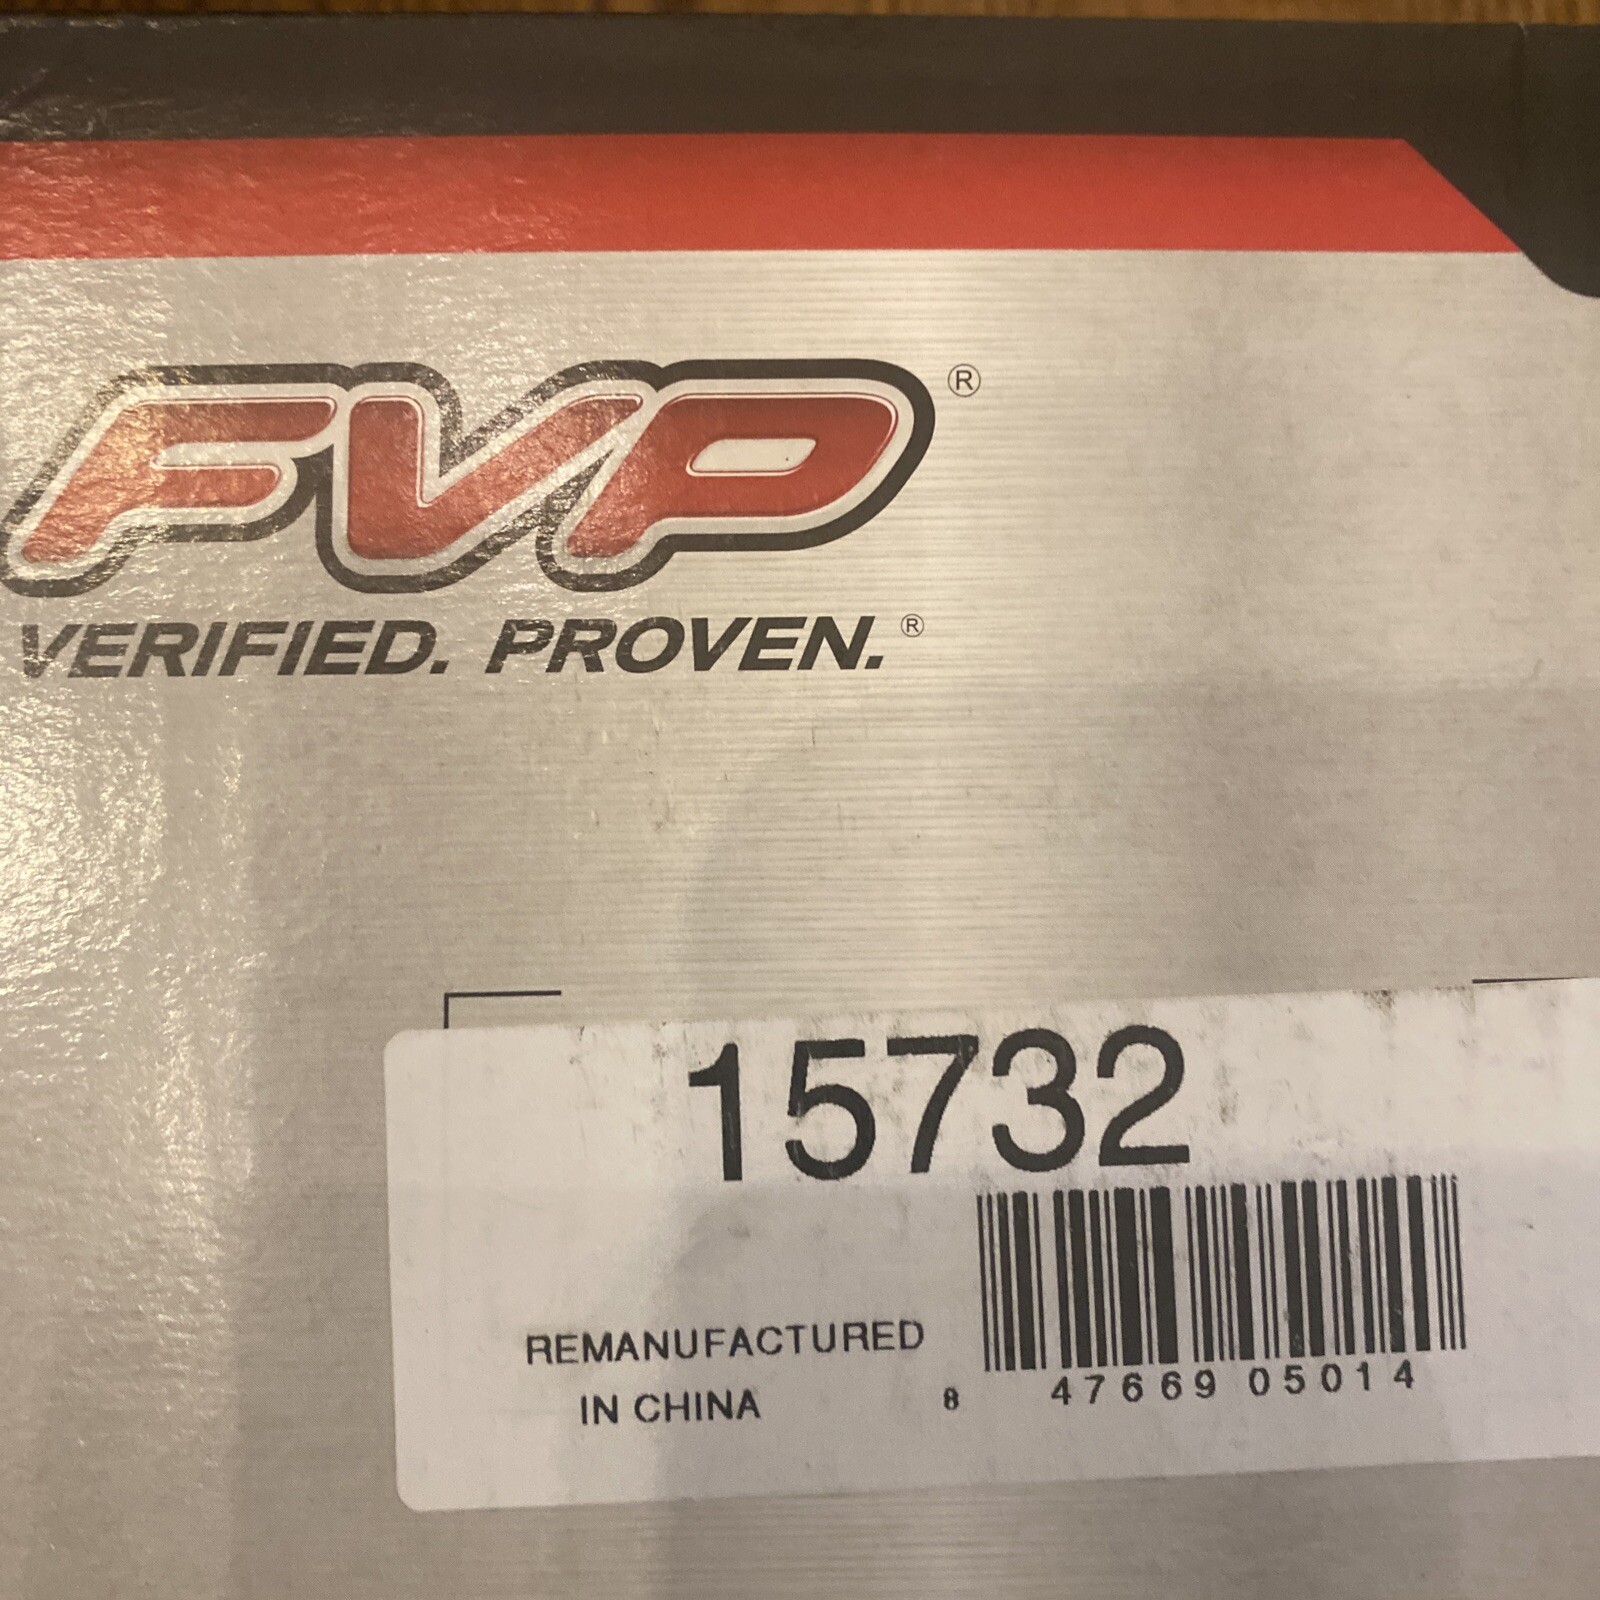 FVP®
VERIFIED. PROVEN.®
15732
REMANUFACTURED
IN CHINA
8 47669 05014